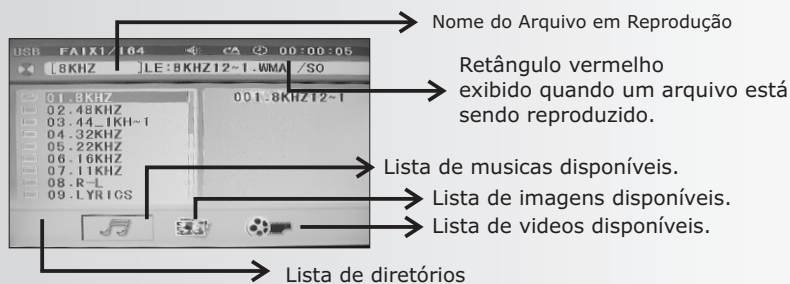 Nome do Arquivo em Reprodução
USB FAIX1/164 00:00:05
[8KHZ ]LE:8KHZ12~1.WMA /SO
Retângulo vermelho
exibido quando um arquivo está
sendo reproduzido.
01.8KHZ
001.8KHZ12~1
02.48KHZ
03.44_1KH~1
04.32KHZ
05.22KHZ
06.16KHZ
07.11KHZ
08.R-L
09.LYRICS
Lista de musicas disponíveis.
Lista de imagens disponíveis.
Lista de videos disponíveis.
Lista de diretórios